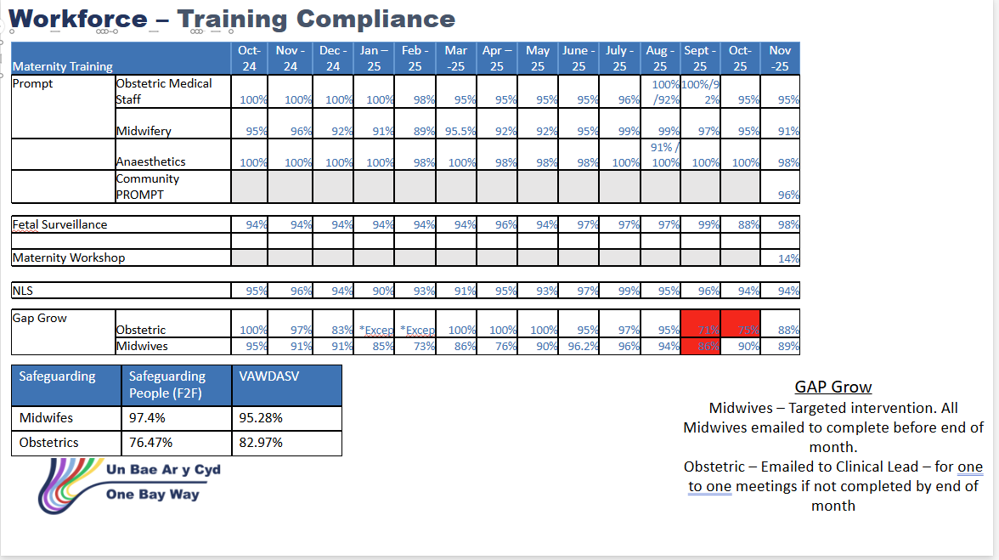 Workforce – Training Compliance
Maternity Training Oct-24 Nov - 24 Dec - 24 Jan – 25 Feb - 25 Mar -25 Apr – 25 May 25 June - 25 July - 25 Aug - 25 Sept - 25 Oct- 25 Nov -25
Prompt Obstetric Medical Staff 100% 100% 100% 100% 98% 95% 95% 95% 95% 96% 100% /92% 100%/92% 95% 95%
Midwifery 95% 96% 92% 91% 89% 95.5% 92% 92% 95% 99% 99% 97% 95% 91%
Anaesthetics 100% 100% 100% 100% 98% 100% 98% 98% 98% 100% 91% / 100% 100% 100% 98%
Community PROMPT 96%
Fetal Surveillance 94% 94% 94% 94% 94% 94% 96% 94% 97% 97% 97% 99% 88% 98%
Maternity Workshop 14%
NLS 95% 96% 94% 90% 93% 91% 95% 93% 97% 99% 95% 96% 94% 94%
Gap Grow Obstetric 100% 97% 83% *Excep *Excep 100% 100% 100% 95% 97% 95% 71% 75% 88%
Midwives 95% 91% 91% 85% 73% 86% 76% 90% 96.2% 96% 94% 86% 90% 89%
Safeguarding Safeguarding People (F2F) VAWDASV
Midwifes 97.4% 95.28%
Obstetrics 76.47% 82.97%
GAP Grow
Midwives – Targeted intervention. All
Midwives emailed to complete before end of
month.
Obstetric – Emailed to Clinical Lead – for one
to one meetings if not completed by end of
month
Un Bae Ar y Cyd
One Bay Way